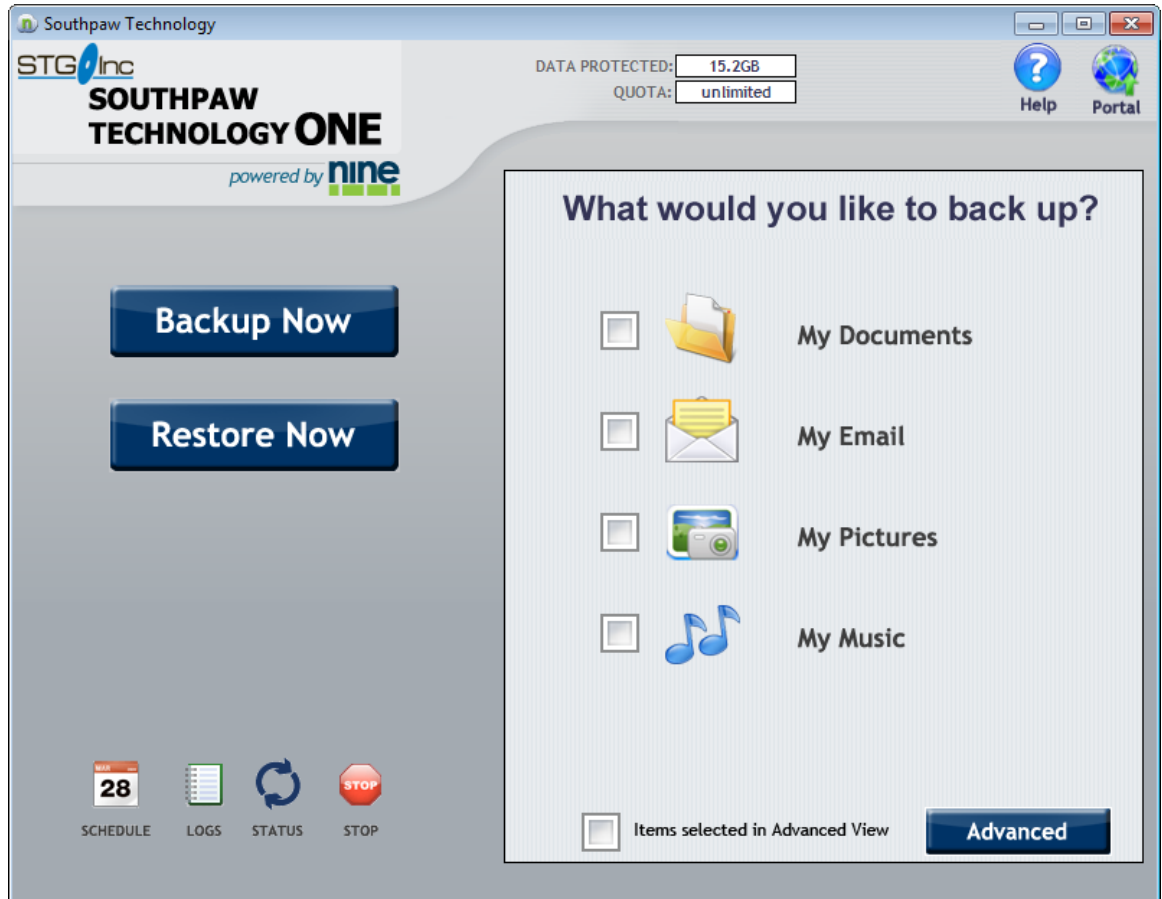 Southpaw Technology
STG Inc
SOUTHPAW
TECHNOLOGY ONE
powered by nine
DATA PROTECTED: 15.2GB
QUOTA: unlimited
Help
Portal
Backup Now
Restore Now
What would you like to back up?
My Documents
My Email
My Pictures
My Music
MAR
28
SCHEDULE
LOGS
STATUS
STOP
STOP
Items selected in Advanced View
Advanced